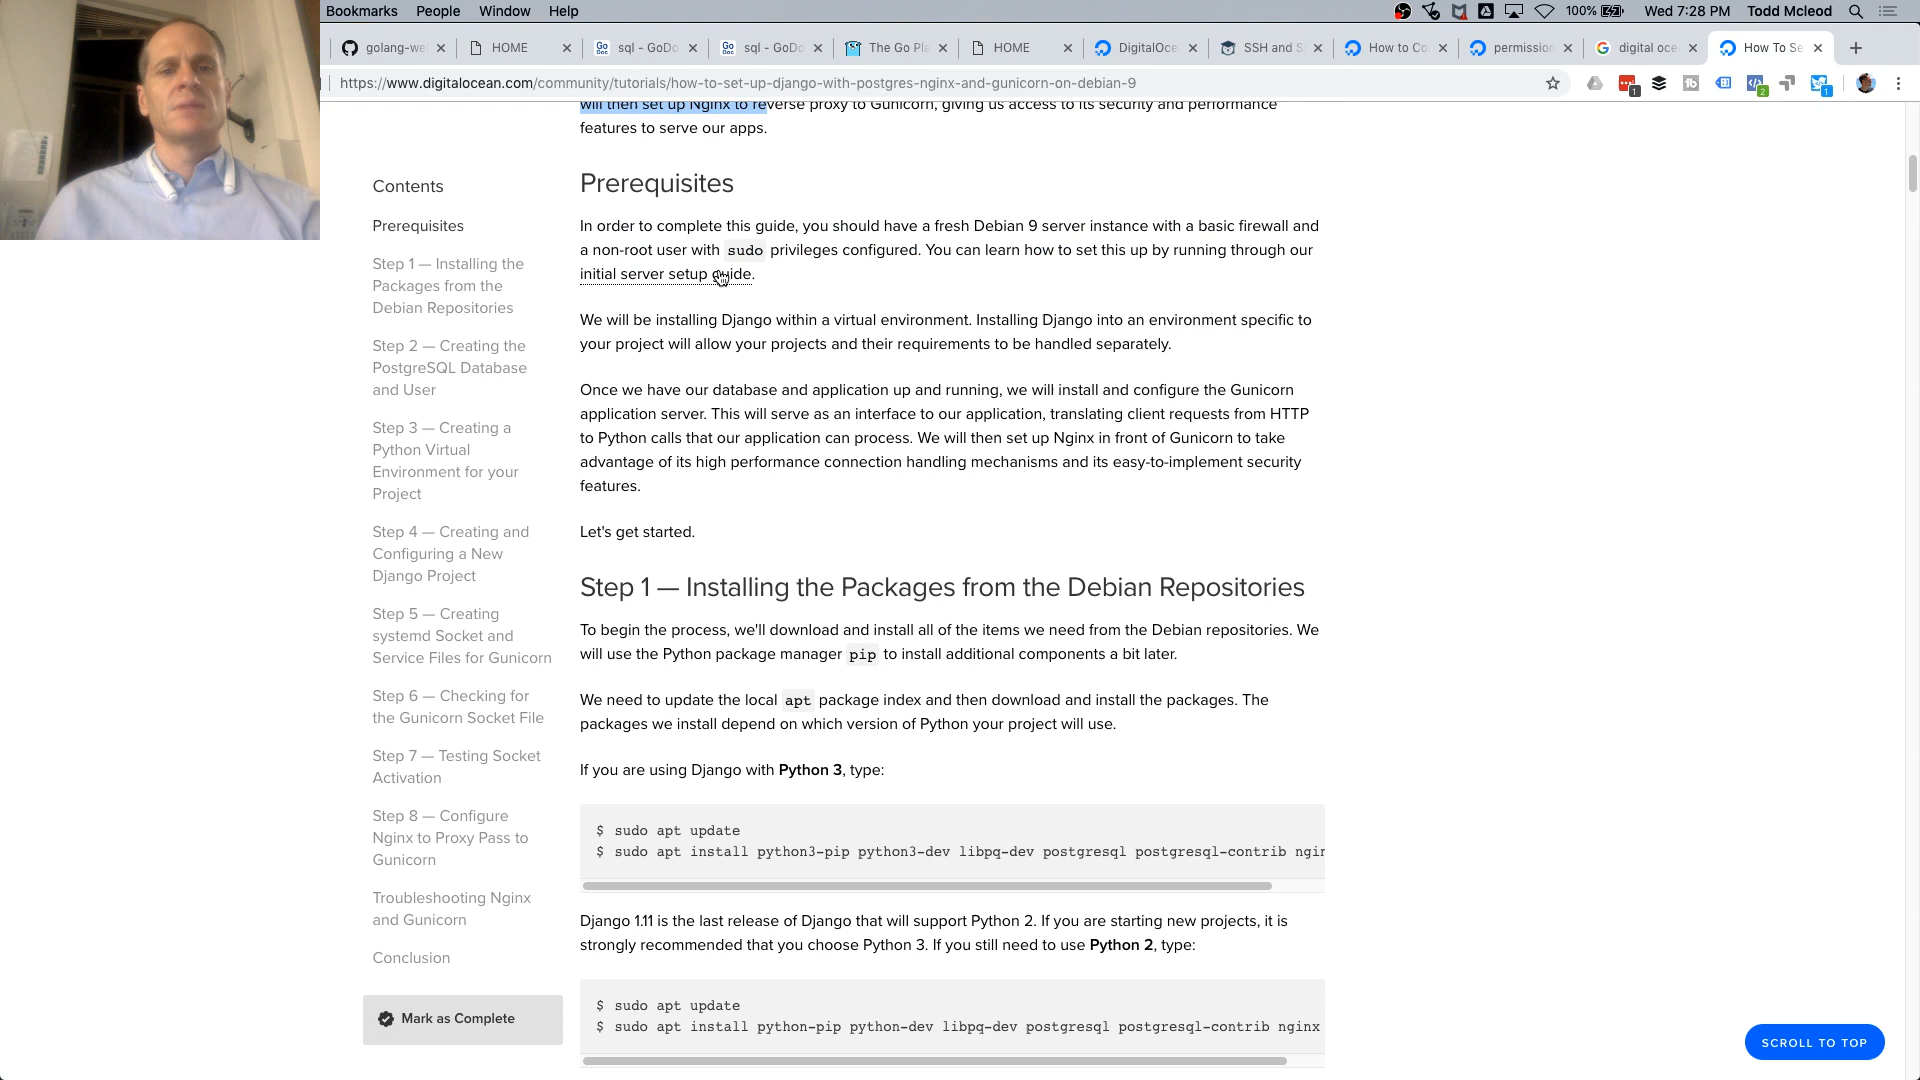 Bookmarks People Window Help 100% Wed 7:28 PM Todd Mcleod
golang-we HOME sql - GoDo sql - GoDo The Go Pla HOME DigitalOce SSH and S How to Co permission digital oce How To Se
https://www.digitalocean.com/community/tutorials/how-to-set-up-django-with-postgres-nginx-and-gunicorn-on-debian-9
will then set up Nginx to reverse proxy to Gunicorn, giving us access to its security and performance
features to serve our apps.
Contents
Prerequisites
Step 1 — Installing the
Packages from the
Debian Repositories
Step 2 — Creating the
PostgreSQL Database
and User
Step 3 — Creating a
Python Virtual
Environment for your
Project
Step 4 — Creating and
Configuring a New
Django Project
Step 5 — Creating
systemd Socket and
Service Files for Gunicorn
Step 6 — Checking for
the Gunicorn Socket File
Step 7 — Testing Socket
Activation
Step 8 — Configure
Nginx to Proxy Pass to
Gunicorn
Troubleshooting Nginx
and Gunicorn
Conclusion
Mark as Complete
Prerequisites
In order to complete this guide, you should have a fresh Debian 9 server instance with a basic firewall and
a non-root user with sudo privileges configured. You can learn how to set this up by running through our
initial server setup guide.
We will be installing Django within a virtual environment. Installing Django into an environment specific to
your project will allow your projects and their requirements to be handled separately.
Once we have our database and application up and running, we will install and configure the Gunicorn
application server. This will serve as an interface to our application, translating client requests from HTTP
to Python calls that our application can process. We will then set up Nginx in front of Gunicorn to take
advantage of its high performance connection handling mechanisms and its easy-to-implement security
features.
Let's get started.
Step 1 — Installing the Packages from the Debian Repositories
To begin the process, we'll download and install all of the items we need from the Debian repositories. We
will use the Python package manager pip to install additional components a bit later.
We need to update the local apt package index and then download and install the packages. The
packages we install depend on which version of Python your project will use.
If you are using Django with Python 3, type:
$ sudo apt update
$ sudo apt install python3-pip python3-dev libpq-dev postgresql postgresql-contrib ngin
Django 1.11 is the last release of Django that will support Python 2. If you are starting new projects, it is
strongly recommended that you choose Python 3. If you still need to use Python 2, type:
$ sudo apt update
$ sudo apt install python-pip python-dev libpq-dev postgresql postgresql-contrib nginx
SCROLL TO TOP